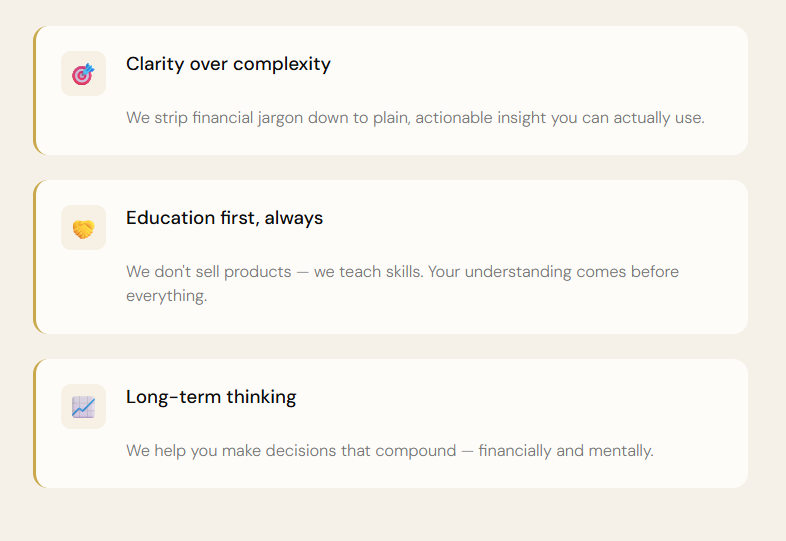 Clarity over complexity
We strip financial jargon down to plain, actionable insight you can actually use.
Education first, always
We don't sell products — we teach skills. Your understanding comes before
everything.
Long-term thinking
We help you make decisions that compound — financially and mentally.